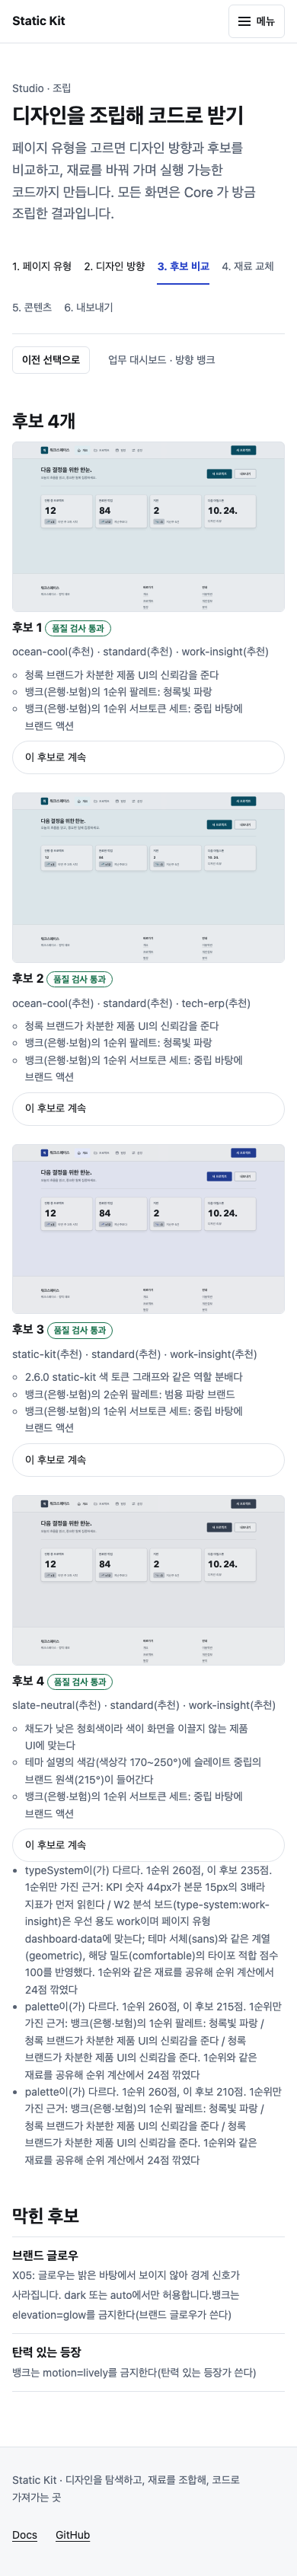 Static Kit
메뉴
Studio · 조립
디자인을 조립해 코드로 받기
페이지 유형을 고르면 디자인 방향과 후보를
비교하고, 재료를 바꿔 가며 실행 가능한
코드까지 만듭니다. 모든 화면은 Core 가 방금
조립한 결과입니다.
1. 페이지 유형 2. 디자인 방향 3. 후보 비교 4. 재료 교체
5. 콘텐츠 6. 내보내기
이전 선택으로 업무 대시보드 · 방향 뱅크
후보 4개
다음 결정을 위한 한눈.
12 84 2 10. 24.
후보 1 품질 검사 통과
ocean-cool(추천) · standard(추천) · work-insight(추천)
청록 브랜드가 차분한 제품 UI의 신뢰감을 준다
뱅크(은행·보험)의 1순위 팔레트: 청록빛 파랑
뱅크(은행·보험)의 1순위 서브토큰 세트: 중립 바탕에
브랜드 액션
이 후보로 계속
다음 결정을 위한 한눈.
12 84 2 10. 24.
후보 2 품질 검사 통과
ocean-cool(추천) · standard(추천) · tech-erp(추천)
청록 브랜드가 차분한 제품 UI의 신뢰감을 준다
뱅크(은행·보험)의 1순위 팔레트: 청록빛 파랑
뱅크(은행·보험)의 1순위 서브토큰 세트: 중립 바탕에
브랜드 액션
이 후보로 계속
다음 결정을 위한 한눈.
12 84 2 10. 24.
후보 3 품질 검사 통과
static-kit(추천) · standard(추천) · work-insight(추천)
2.6.0 static-kit 색 토큰 그래프와 같은 역할 분배다
뱅크(은행·보험)의 2순위 팔레트: 범용 파랑 브랜드
뱅크(은행·보험)의 1순위 서브토큰 세트: 중립 바탕에
브랜드 액션
이 후보로 계속
다음 결정을 위한 한눈.
12 84 2 10. 24.
후보 4 품질 검사 통과
slate-neutral(추천) · standard(추천) · work-insight(추천)
채도가 낮은 청회색이라 색이 화면을 이끌지 않는 제품
UI에 맞는다
테마 설명의 색감(색상각 170~250°)에 슬레이트 중립의
브랜드 원색(215°)이 들어간다
뱅크(은행·보험)의 1순위 서브토큰 세트: 중립 바탕에
브랜드 액션
이 후보로 계속
typeSystem이(가) 다르다. 1순위 260점, 이 후보 235점.
1순위만 가진 근거: KPI 숫자 44px가 본문 15px의 3배라
지표가 먼저 읽힌다 / W2 분석 보드(type-system:work-
insight)은 우선 용도 work이며 페이지 유형
dashboard·data에 맞는다; 테마 서체(sans)와 같은 계열
(geometric), 해당 밀도(comfortable)의 타이포 적합 점수
100를 반영했다. 1순위와 같은 재료를 공유해 순위 계산에서
24점 깎였다
palette이(가) 다르다. 1순위 260점, 이 후보 215점. 1순위만
가진 근거: 뱅크(은행·보험)의 1순위 팔레트: 청록빛 파랑 /
청록 브랜드가 차분한 제품 UI의 신뢰감을 준다 / 청록
브랜드가 차분한 제품 UI의 신뢰감을 준다. 1순위와 같은
재료를 공유해 순위 계산에서 24점 깎였다
palette이(가) 다르다. 1순위 260점, 이 후보 210점. 1순위만
가진 근거: 뱅크(은행·보험)의 1순위 팔레트: 청록빛 파랑 /
청록 브랜드가 차분한 제품 UI의 신뢰감을 준다 / 청록
브랜드가 차분한 제품 UI의 신뢰감을 준다. 1순위와 같은
재료를 공유해 순위 계산에서 24점 깎였다
막힌 후보
브랜드 글로우
X05: 글로우는 밝은 바탕에서 보이지 않아 경계 신호가
사라집니다. dark 또는 auto에서만 허용합니다.뱅크는
elevation=glow를 금지한다(브랜드 글로우가 쓴다)
탄력 있는 등장
뱅크는 motion=lively를 금지한다(탄력 있는 등장가 쓴다)
Static Kit · 디자인을 탐색하고, 재료를 조합해, 코드로
가져가는 곳
Docs GitHub